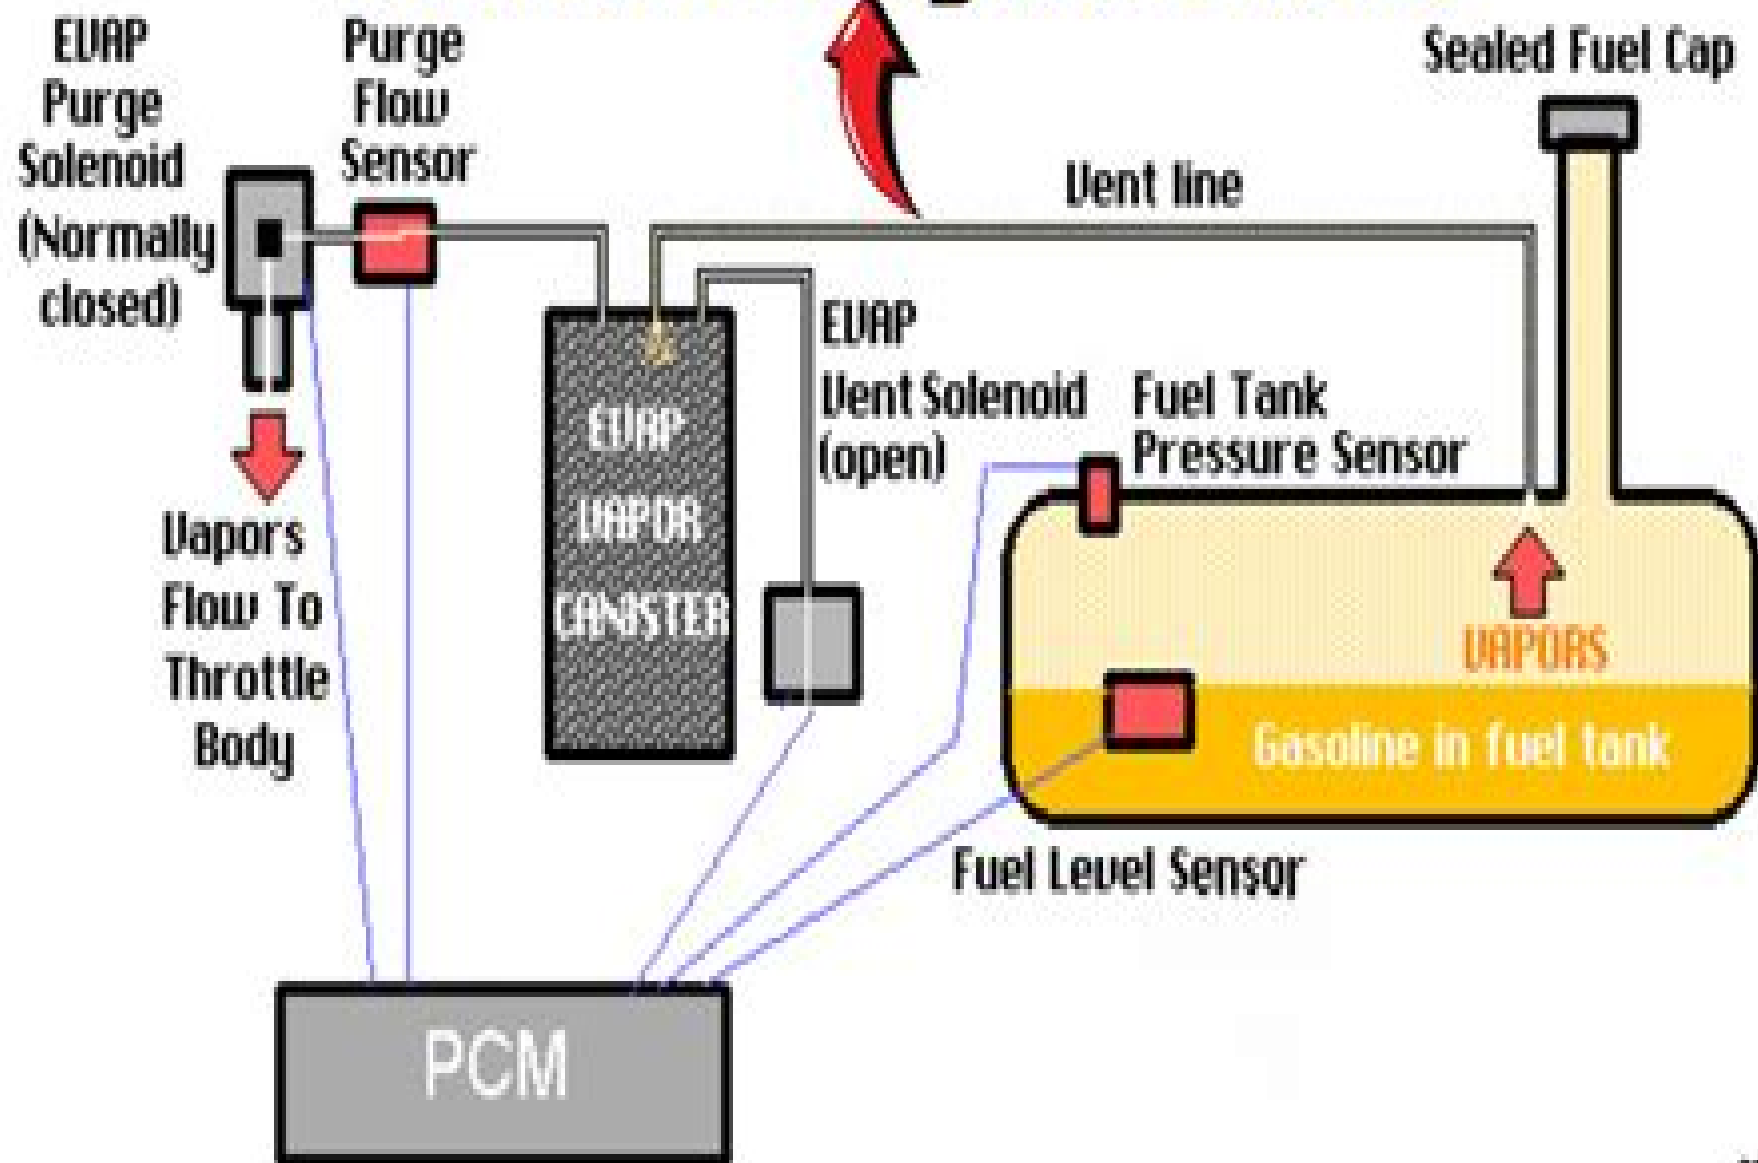 EVAP
Purge
Solenoid
(Normally
closed)
Purge
Flow
Sensor
Sealed Fuel Cap
Vent line
EVAP
Vent Solenoid
(open)
Fuel Tank
Pressure Sensor
EVAP
VAPOR
CANISTER
Vapors
Flow To
Throttle
Body
VAPORS
Gasoline in fuel tank
Fuel Level Sensor
PCM